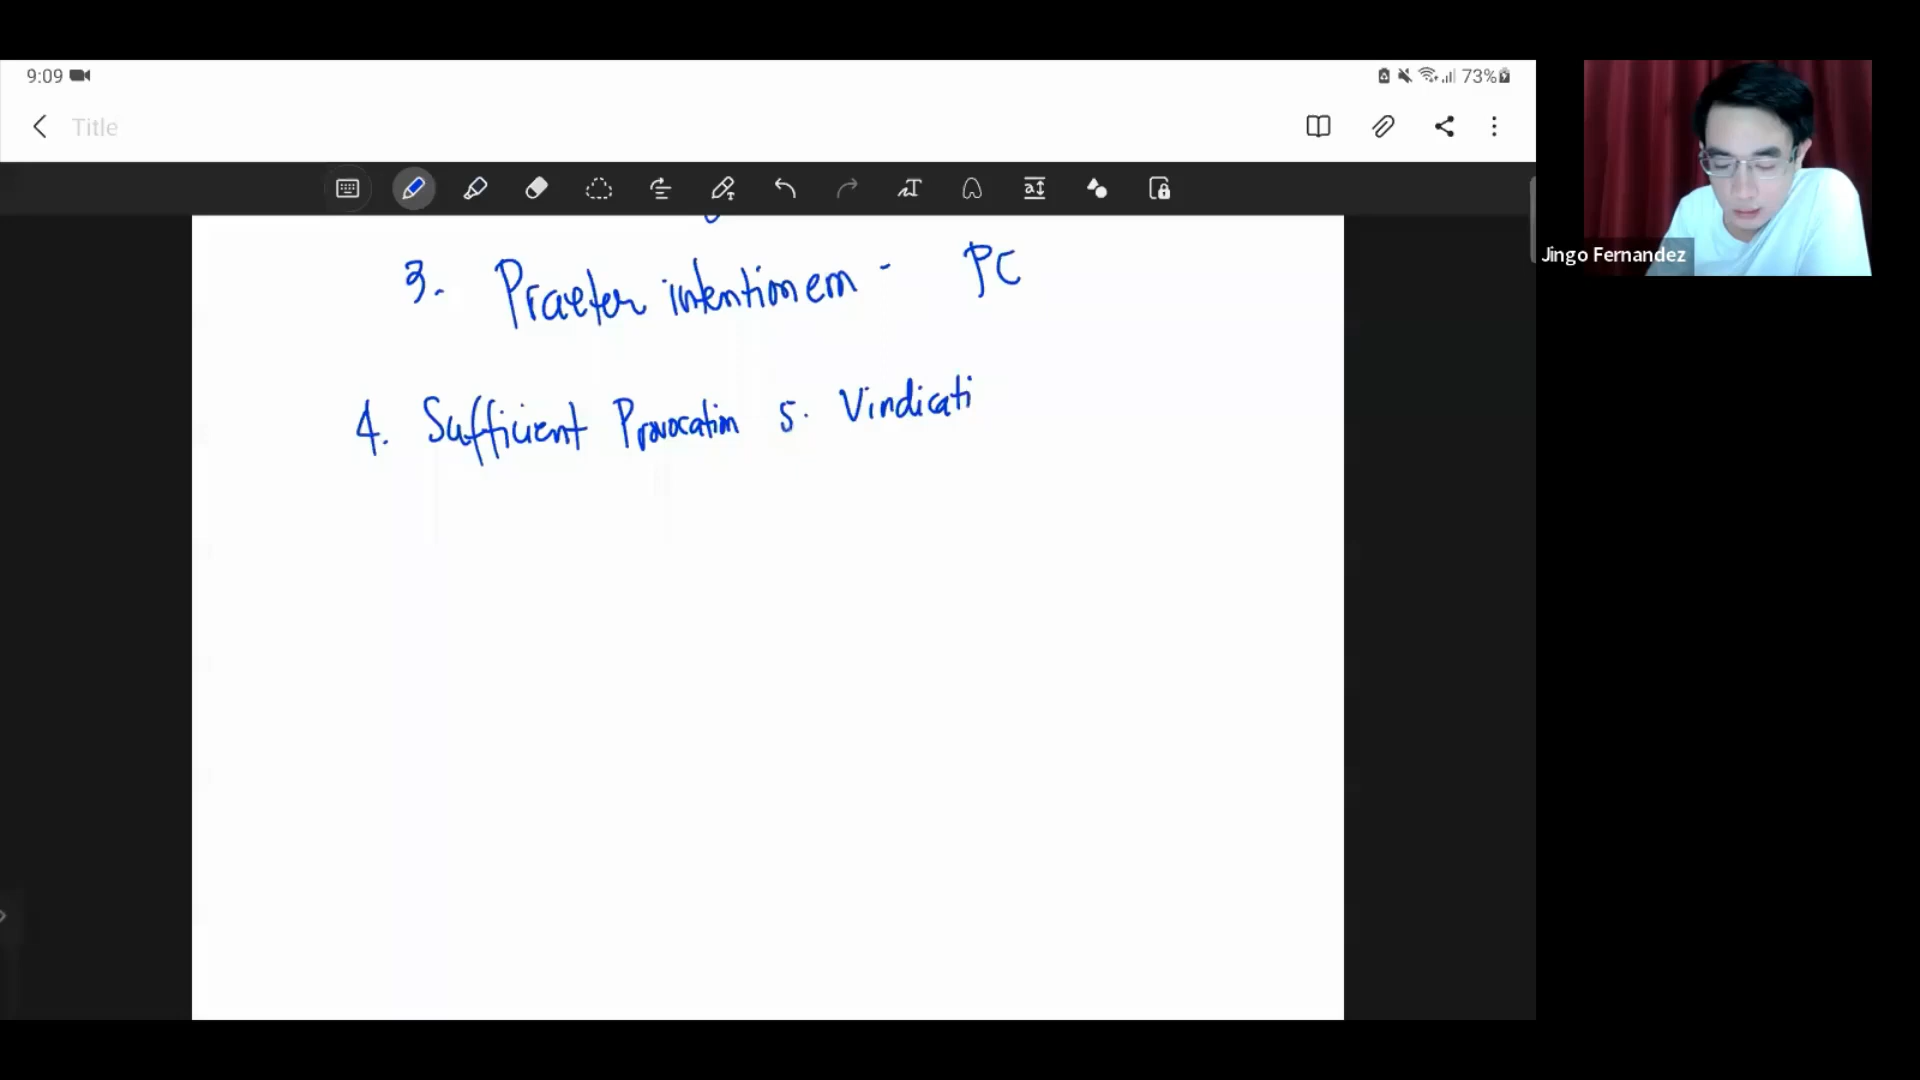 9:09 73%
Title
Jingo Fernandez
3. Praeter intentionem - PC
4. Sufficient Provocation 5. Vindicati